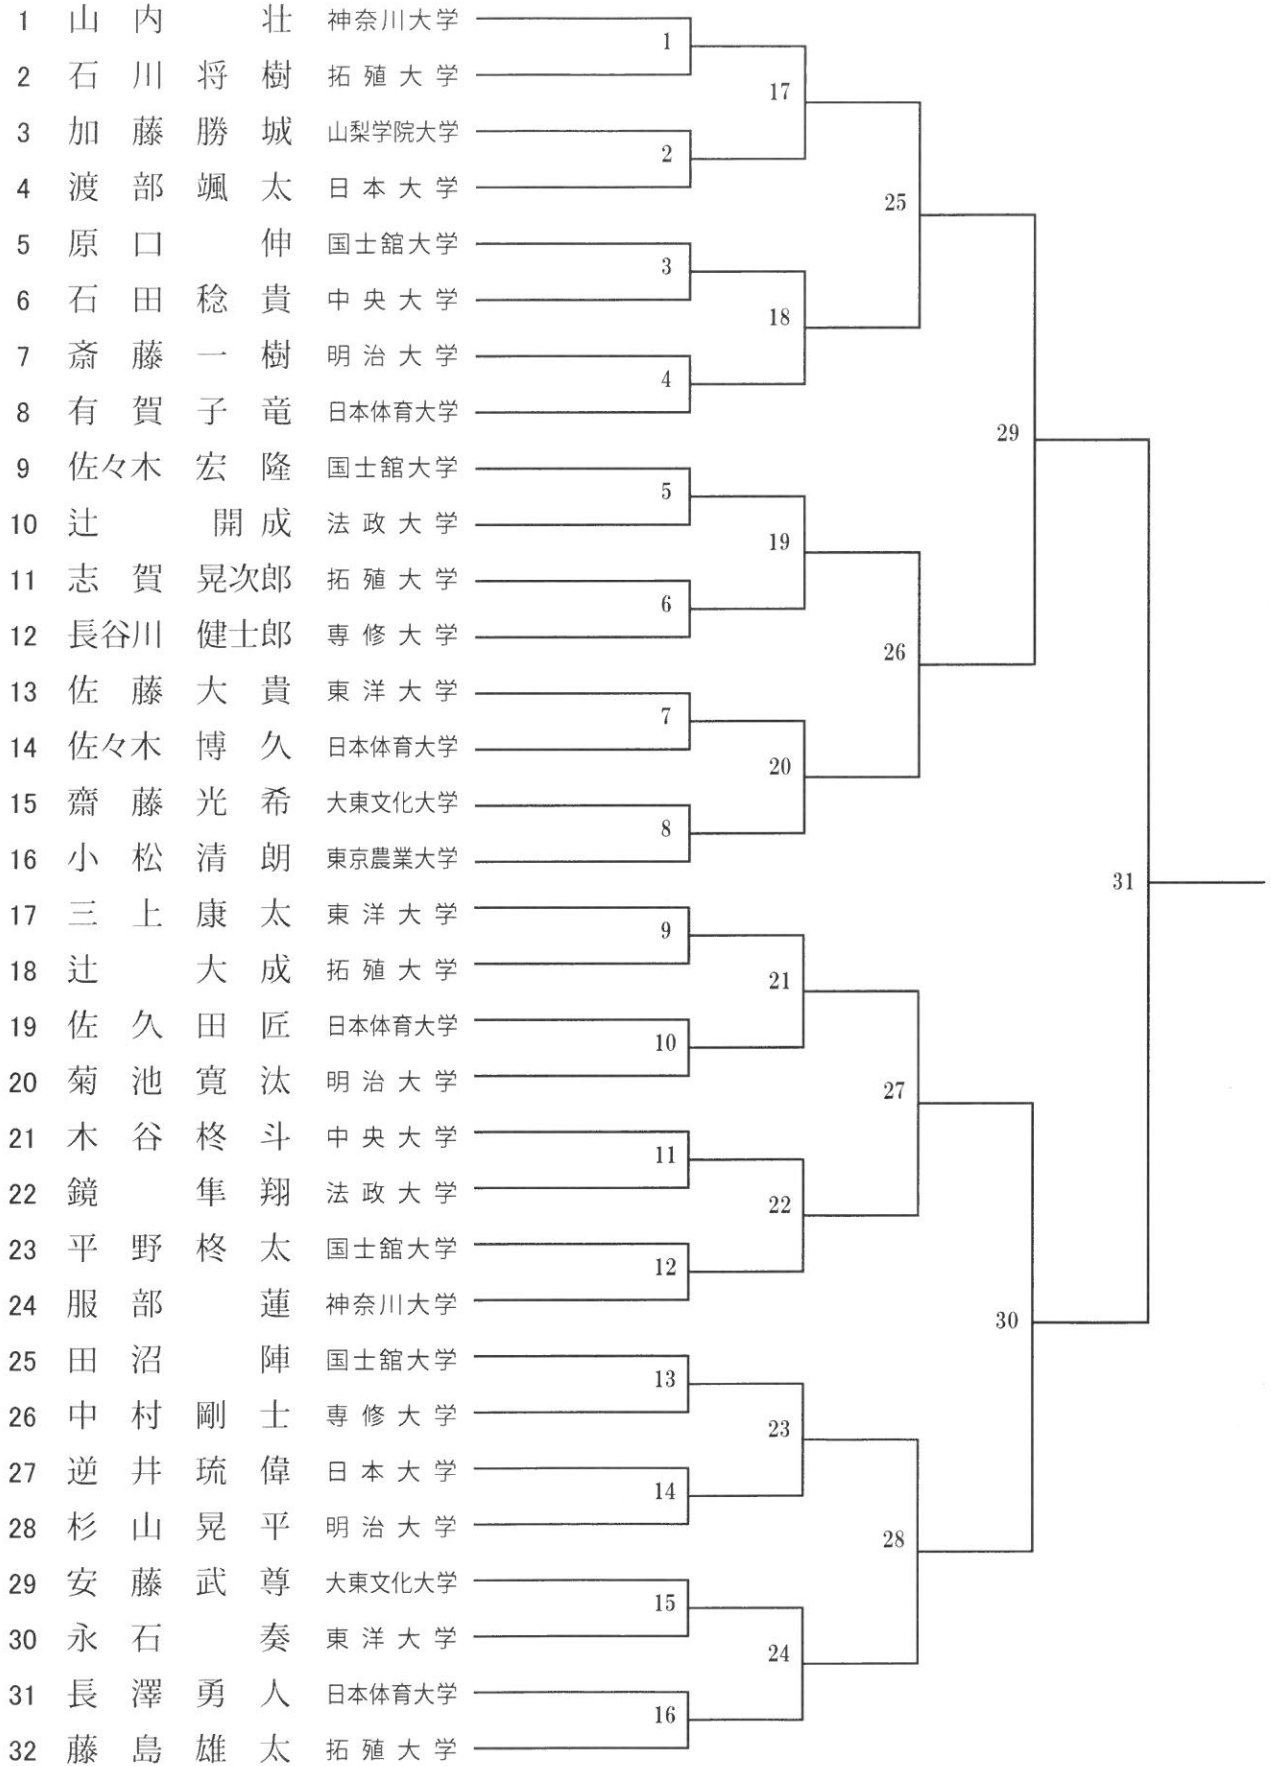 1 山内 壮 神奈川大学
2 石川将樹 拓殖大学
3 加藤勝城 山梨学院大学
4 渡部颯太 日本大学
5 原口 伸 国士舘大学
6 石田稔貴 中央大学
7 斎藤一樹 明治大学
8 有賀子竜 日本体育大学
9 佐々木宏隆 国士舘大学
10 辻 開成 法政大学
11 志賀晃次郎 拓殖大学
12 長谷川健士郎 専修大学
13 佐藤大貴 東洋大学
14 佐々木博久 日本体育大学
15 齋藤光希 大東文化大学
16 小松清朗 東京農業大学
17 三上康太 東洋大学
18 辻 大成 拓殖大学
19 佐久田匠 日本体育大学
20 菊池寛汰 明治大学
21 木谷柊斗 中央大学
22 鏡 隼翔 法政大学
23 平野柊太 国士舘大学
24 服部 蓮 神奈川大学
25 田沼 陣 国士舘大学
26 中村剛士 専修大学
27 逆井琉偉 日本大学
28 杉山晃平 明治大学
29 安藤武尊 大東文化大学
30 永石 奏 東洋大学
31 長澤勇人 日本体育大学
32 藤島雄太 拓殖大学
1
2
3
4
5
6
7
8
9
10
11
12
13
14
15
16
17
18
19
20
21
22
23
24
25
26
27
28
29
30
31